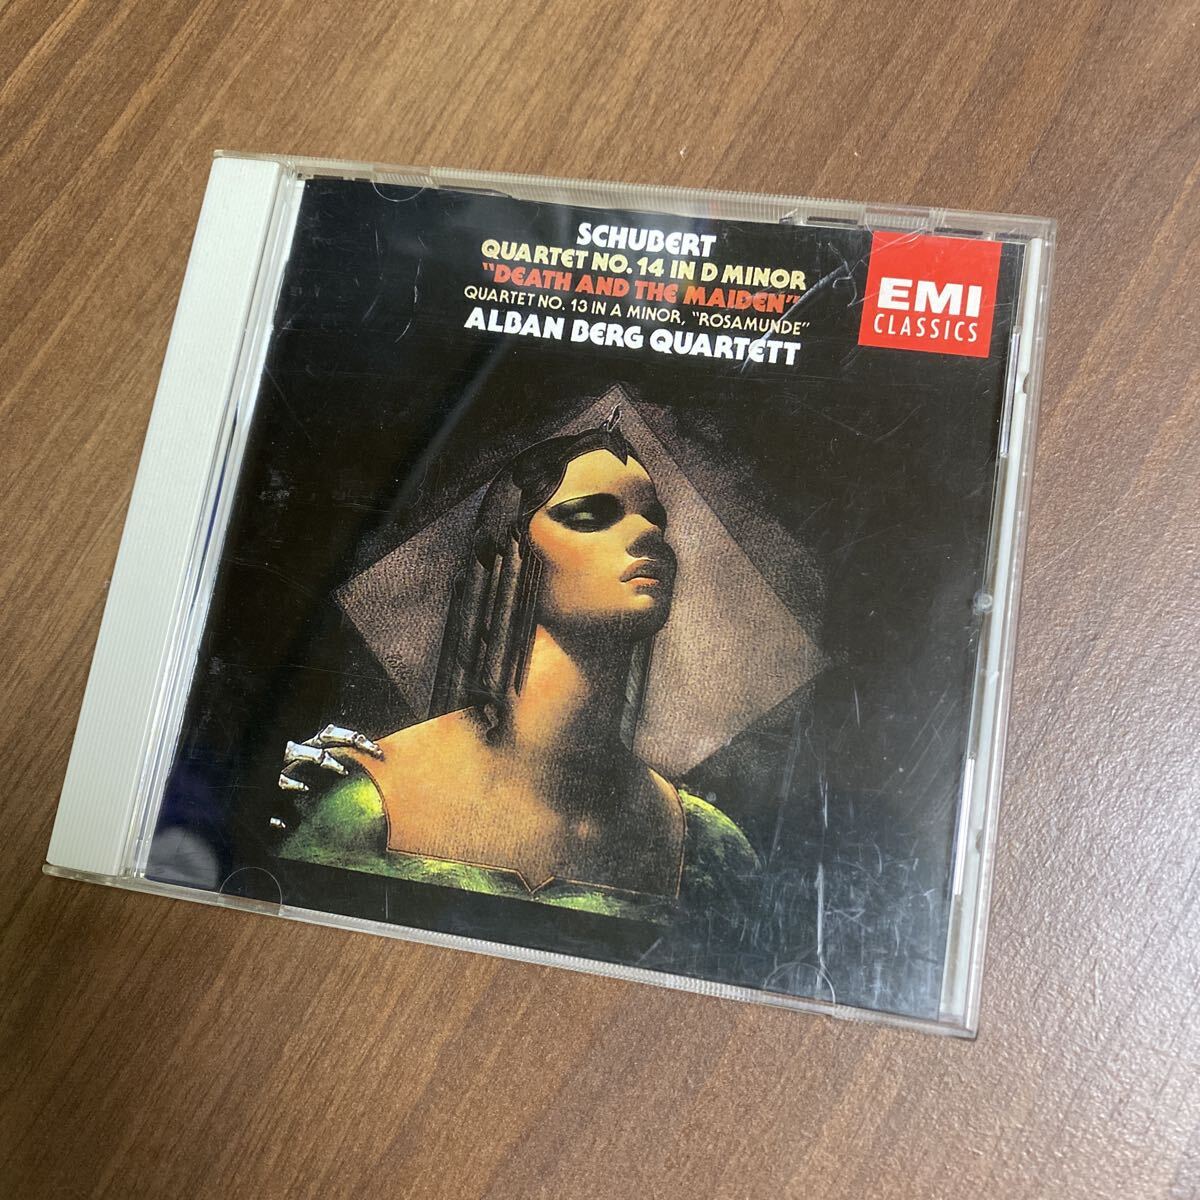 SCHUBERT
QUARTET NO. 14 IN D MINOR
"DEATH AND THE MAIDEN"
QUARTET NO. 13 IN A MINOR, "ROSAMUNDE"
ALBAN BERG QUARTETT
EMI
CLASSICS